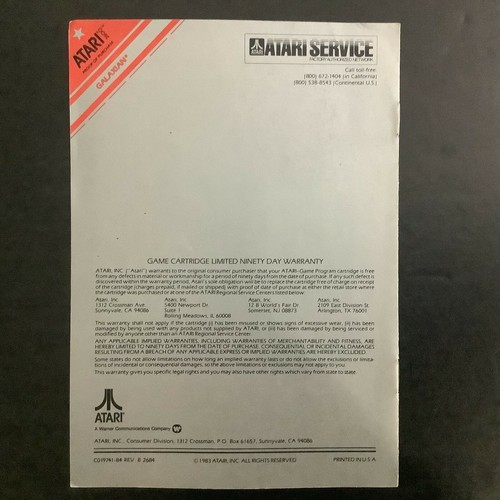 ATARI®
PROOF OF PURCHASE
GALAXIAN®
ATARI SERVICE
FACTORY AUTHORIZED NETWORK
Call toll-free:
(800) 672-1404 (in California)
(800) 538-8543 (Continental U.S.)
GAME CARTRIDGE LIMITED NINETY DAY WARRANTY
ATARI, INC. ("Atari") warrants to the original consumer purchaser that your ATARI-Game Program cartridge is free
from any defects in material or workmanship for a period of ninety days from the date of purchase. If any such defect is
discovered within the warranty period, Atari's sole obligation will be to replace the cartridge free of charge on receipt
of the cartridge (charges prepaid, if mailed or shipped) with proof of date of purchase at either the retail store where
the cartridge was purchased or at one of the ATARI Regional Service Centers listed below:
Atari, Inc. Atari, Inc. Atari, Inc. Atari, Inc.
1312 Crossman Ave 1400 Newport Dr. 12 B World's Fair Dr. 2109 East Division St.
Sunnyvale, CA 94086 Suite 1 Somerset, NJ 08873 Arlington, TX 76001
Rolling Meadows, IL 60008
This warranty shall not apply if the cartridge (i) has been misused or shows signs of excessive wear, (ii) has been
damaged by being used with any products not supplied by ATARI, or (iii) has been damaged by being serviced or
modified by anyone other than an ATARI Regional Service Center.
ANY APPLICABLE IMPLIED WARRANTIES, INCLUDING WARRANTIES OF MERCHANTABILITY AND FITNESS, ARE
HEREBY LIMITED TO NINETY DAYS FROM THE DATE OF PURCHASE. CONSEQUENTIAL OR INCIDENTAL DAMAGES
RESULTING FROM A BREACH OF ANY APPLICABLE EXPRESS OR IMPLIED WARRANTIES ARE HEREBY EXCLUDED.
Some states do not allow limitations on how long an implied warranty lasts or do not allow the exclusions or limita-
tions of incidental or consequential damages, so the above limitations or exclusions may not apply to you.
This warranty gives you specific legal rights and you may also have other rights which vary from state to state.
ATARI®
A Warner Communications Company
ATARI, INC., Consumer Division, 1312 Crossman, P.O. Box 61657, Sunnyvale, CA 94086
C019741-04 REV. B 2684 © 1983 ATARI, INC. ALL RIGHTS RESERVED PRINTED IN U.S.A.